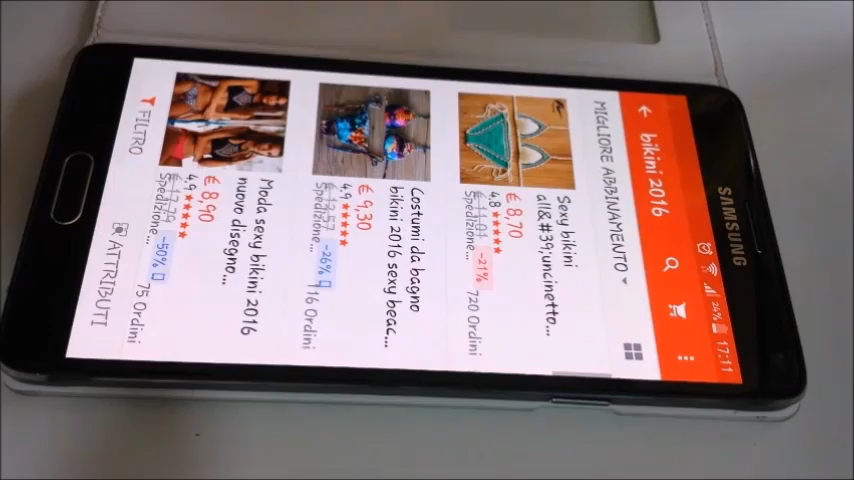 SAMSUNG
24% 17:11
bikini 2016
MIGLIORE ABBINAMENTO
Sexy bikini
all&#39;uncinetto...
€ 8,70
4.8
€ 11,01 -21%
Spedizione... 720 Ordini
Costumi da bagno
bikini 2016 sexy beac...
€ 9,30
4.9
-26%
Spedizione... 116 Ordini
Moda sexy bikini 2016
nuovo disegno...
€ 8,90
4.9
€ 17,79 -50%
Spedizione... 75 Ordini
FILTRO ATTRIBUTI